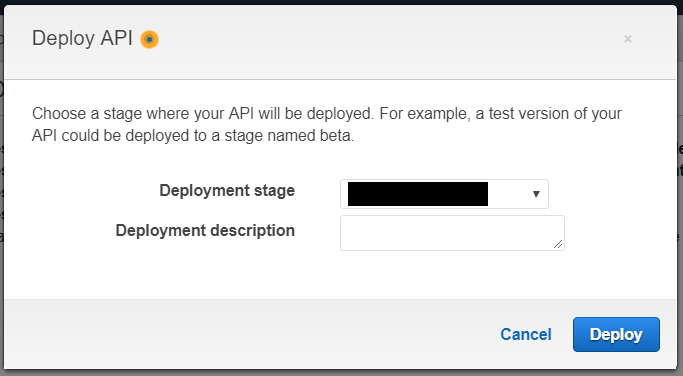 Deploy API
×
Choose a stage where your API will be deployed. For example, a test version of your
API could be deployed to a stage named beta.
Deployment stage
Deployment description
Cancel Deploy